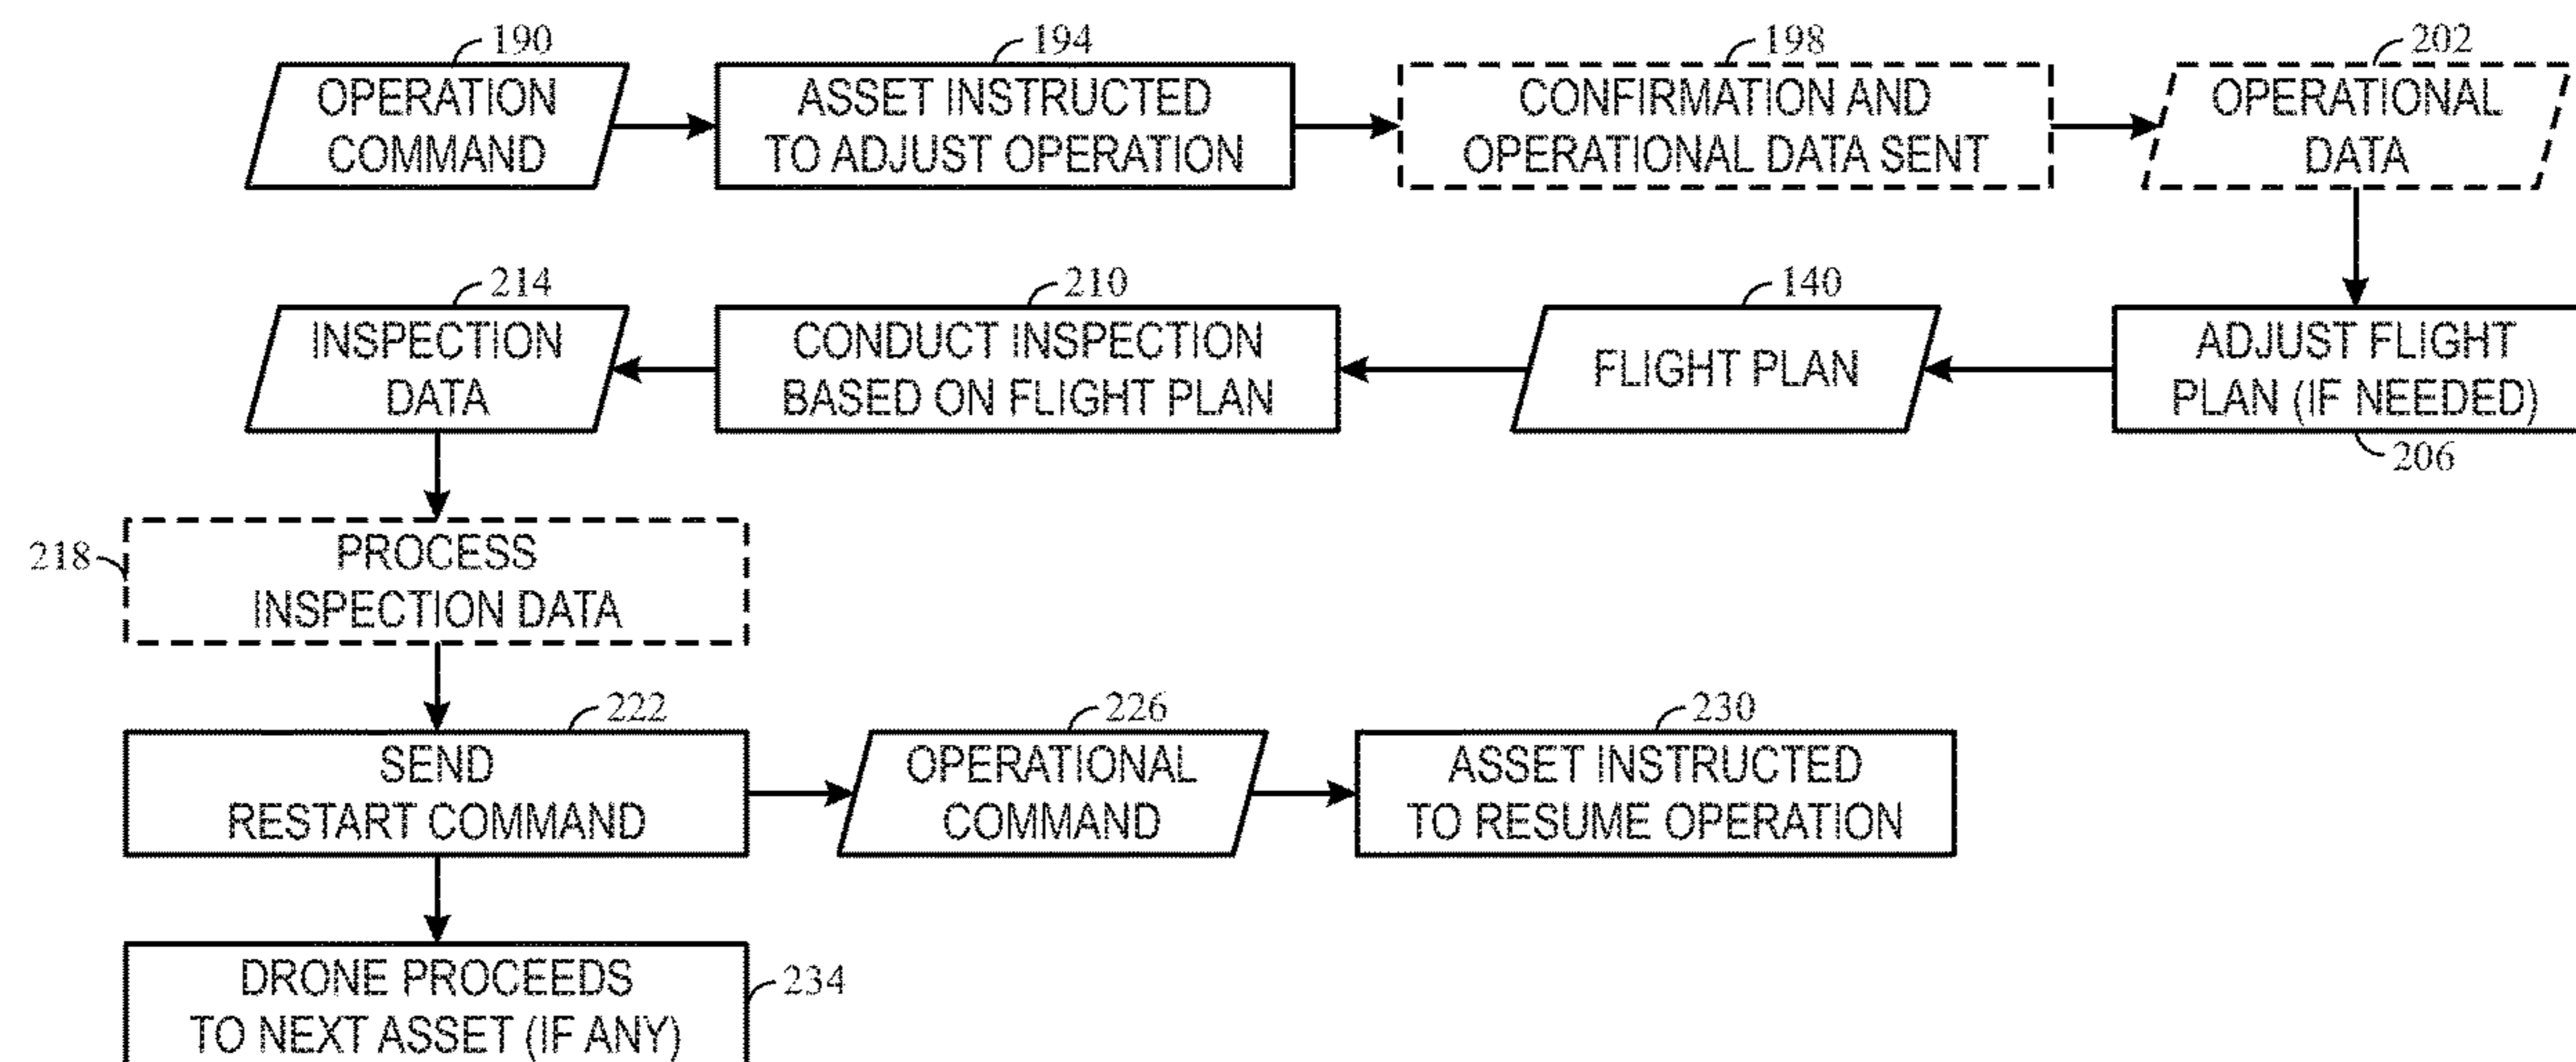 190
OPERATION
COMMAND
194
ASSET INSTRUCTED
TO ADJUST OPERATION
198
CONFIRMATION AND
OPERATIONAL DATA SENT
202
OPERATIONAL
DATA
214
INSPECTION
DATA
210
CONDUCT INSPECTION
BASED ON FLIGHT PLAN
140
FLIGHT PLAN
ADJUST FLIGHT
PLAN (IF NEEDED)
206
218
PROCESS
INSPECTION DATA
222
SEND
RESTART COMMAND
226
OPERATIONAL
COMMAND
230
ASSET INSTRUCTED
TO RESUME OPERATION
DRONE PROCEEDS
TO NEXT ASSET (IF ANY)
234